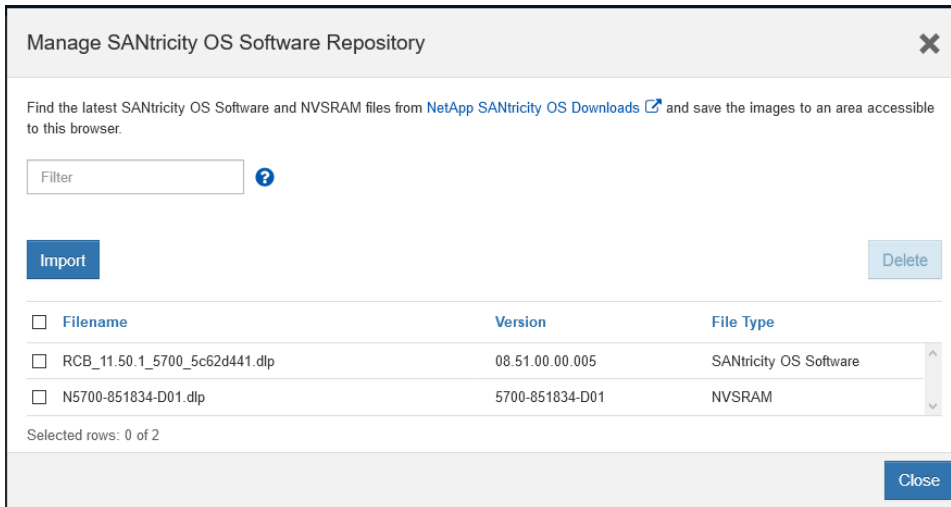 Manage SANtricity OS Software Repository
Find the latest SANtricity OS Software and NVSRAM files from NetApp SANtricity OS Downloads and save the images to an area accessible
to this browser.
Filter
?
Import
Delete
Filename Version File Type
RCB_11.50.1_5700_5c62d441.dlp 08.51.00.00.005 SANtricity OS Software
N5700-851834-D01.dlp 5700-851834-D01 NVSRAM
Selected rows: 0 of 2
Close